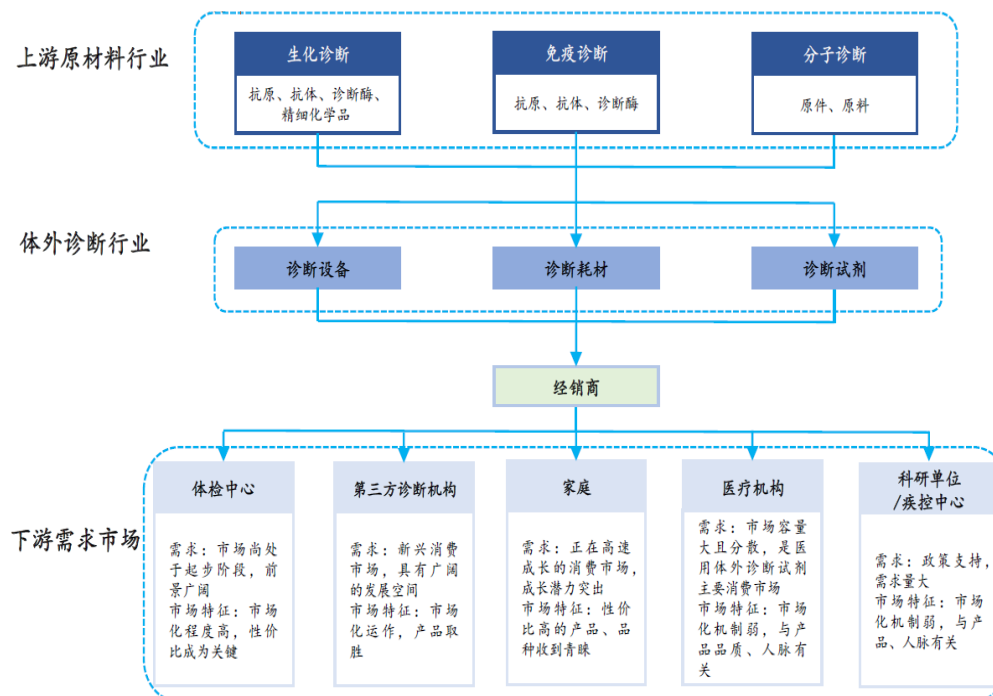 上游原材料行业
生化诊断
抗原、抗体、诊断酶、
精细化学品
免疫诊断
抗原、抗体、诊断酶
分子诊断
原件、原料
体外诊断行业
诊断设备
诊断耗材
诊断试剂
经销商
下游需求市场
体检中心
需求：市场尚处
于起步阶段，前
景广阔
市场特征：市场
化程度高，性价
比成为关键
第三方诊断机构
需求：新兴消费
市场，具有广阔
的发展空间
市场特征：市场
化运作，产品取
胜
家庭
需求：正在高速
成长的消费市场，
成长潜力突出
市场特征：性价
比高的产品、品
种收到青睐
医疗机构
需求：市场容量
大且分散，是医
用体外诊断试剂
主要消费市场
市场特征：市场
化机制弱，与产
品品质、人脉有
关
科研单位
/疾控中心
需求：政策支持，
需求量大
市场特征：市场
化机制弱，与产
品、人脉有关